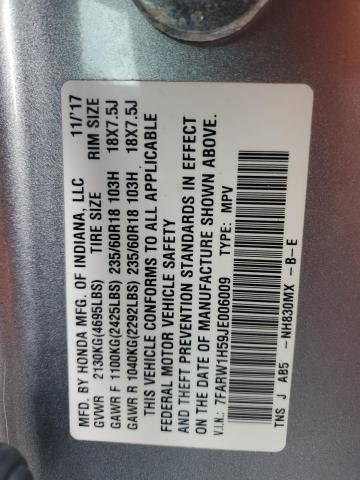 MFD. BY HONDA MFG. OF INDIANA, LLC 11/'17
GVWR 2130KG(4695LBS) TIRE SIZE RIM SIZE
GAWR F 1100KG(2425LBS) 235/60R18 103H 18X7.5J
GAWR R 1040KG(2292LBS) 235/60R18 103H 18X7.5J
THIS VEHICLE CONFORMS TO ALL APPLICABLE
FEDERAL MOTOR VEHICLE SAFETY
AND THEFT PREVENTION STANDARDS IN EFFECT
ON THE DATE OF MANUFACTURE SHOWN ABOVE.
V.I.N.: 7FARW1H59JE006009 TYPE: MPV
TNS J AB5 -NH830MX -B-E